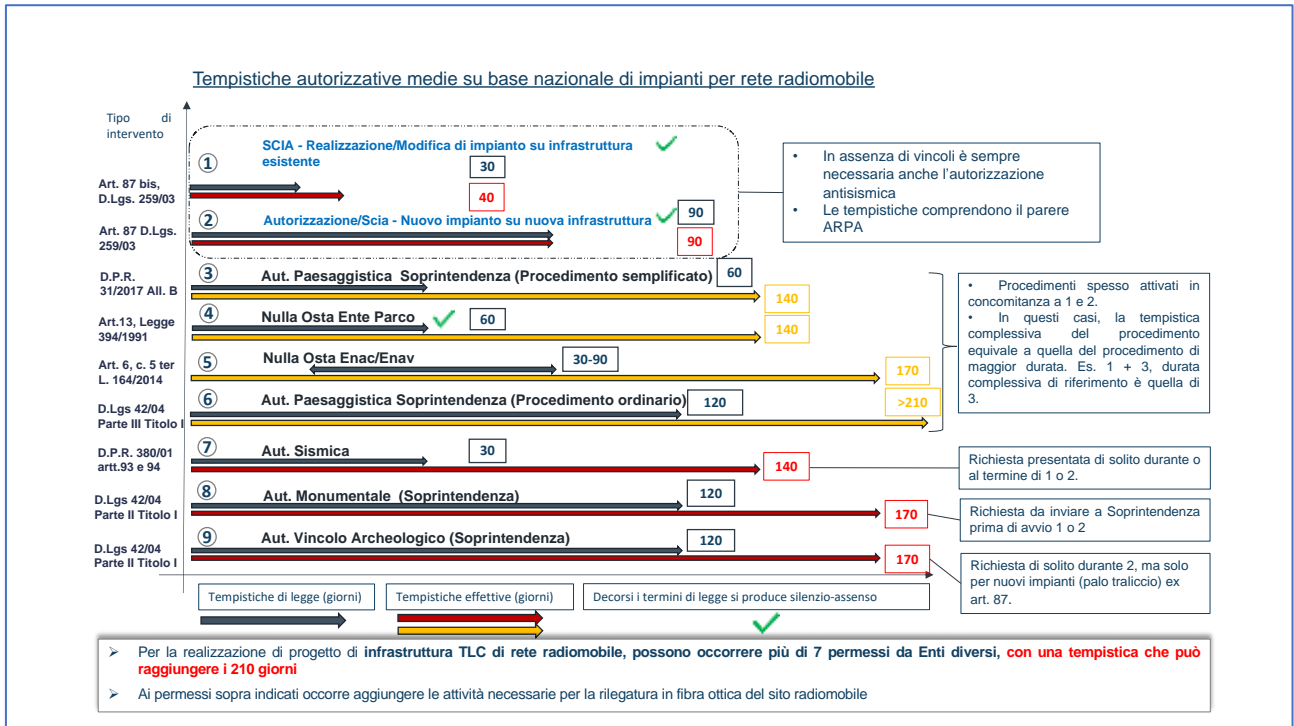 Tempistiche autorizzative medie su base nazionale di impianti per rete radiomobile
Tipo di
intervento
1
SCIA - Realizzazione/Modifica di impianto su infrastruttura
esistente
30
Art. 87 bis,
D.Lgs. 259/03
40
2
Autorizzazione/Scia - Nuovo impianto su nuova infrastruttura
90
Art. 87 D.Lgs.
259/03
90
• In assenza di vincoli è sempre
necessaria anche l'autorizzazione
antisismica
• Le tempistiche comprendono il parere
ARPA
D.P.R.
31/2017 All. B
3
Aut. Paesaggistica Soprintendenza (Procedimento semplificato)
60
140
Art.13, Legge
394/1991
4
Nulla Osta Ente Parco
60
140
Art. 6, c. 5 ter
L. 164/2014
5
Nulla Osta Enac/Enav
30-90
170
D.Lgs 42/04
Parte III Titolo I
6
Aut. Paesaggistica Soprintendenza (Procedimento ordinario)
120
>210
• Procedimenti spesso attivati in
concomitanza a 1 e 2.
• In questi casi, la tempistica
complessiva del procedimento
equivale a quella del procedimento di
maggior durata. Es. 1 + 3, durata
complessiva di riferimento è quella di
3.
D.P.R. 380/01
artt.93 e 94
7
Aut. Sismica
30
140
Richiesta presentata di solito durante o
al termine di 1 o 2.
D.Lgs 42/04
Parte II Titolo I
8
Aut. Monumentale (Soprintendenza)
120
170
Richiesta da inviare a Soprintendenza
prima di avvio 1 o 2
D.Lgs 42/04
Parte II Titolo I
9
Aut. Vincolo Archeologico (Soprintendenza)
120
170
Richiesta di solito durante 2, ma solo
per nuovi impianti (palo traliccio) ex
art. 87.
Tempistiche di legge (giorni)
Tempistiche effettive (giorni)
Decorsi i termini di legge si produce silenzio-assenso
➢ Per la realizzazione di progetto di infrastruttura TLC di rete radiomobile, possono occorrere più di 7 permessi da Enti diversi, con una tempistica che può
raggiungere i 210 giorni
➢ Ai permessi sopra indicati occorre aggiungere le attività necessarie per la rilegatura in fibra ottica del sito radiomobile